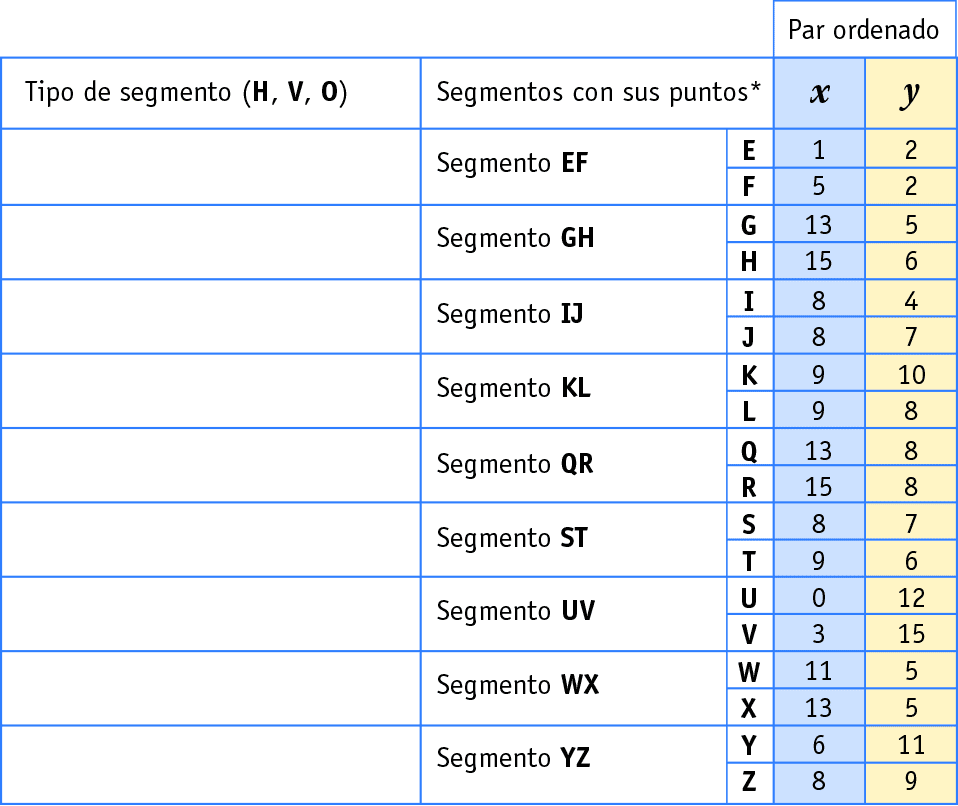 Par ordenado
Tipo de segmento (H, V, O) Segmentos con sus puntos* x y
Segmento EF E 1 2
F 5 2
Segmento GH G 13 5
H 15 6
Segmento IJ I 8 4
J 8 7
Segmento KL K 9 10
L 9 8
Segmento QR Q 13 8
R 15 8
Segmento ST S 8 7
T 9 6
Segmento UV U 0 12
V 3 15
Segmento WX W 11 5
X 13 5
Segmento YZ Y 6 11
Z 8 9